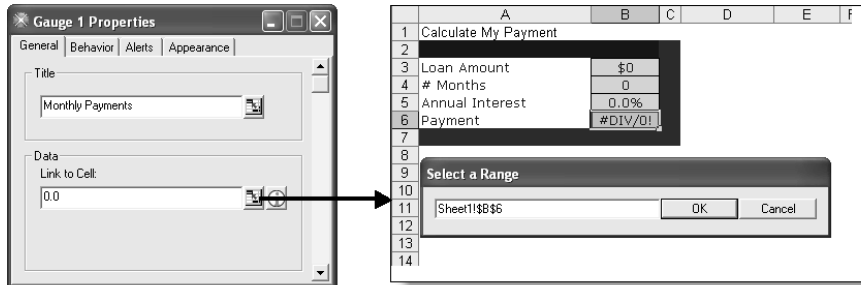 Gauge 1 Properties
General Behavior Alerts Appearance
Title
Monthly Payments
Data
Link to Cell:
0.0
A B C D E F
1 Calculate My Payment
2
3 Loan Amount $0
4 # Months 0
5 Annual Interest 0.0%
6 Payment #DIV/0!
7
8
9
10
11
12
13
14
Select a Range
Sheet1!$B$6
OK Cancel